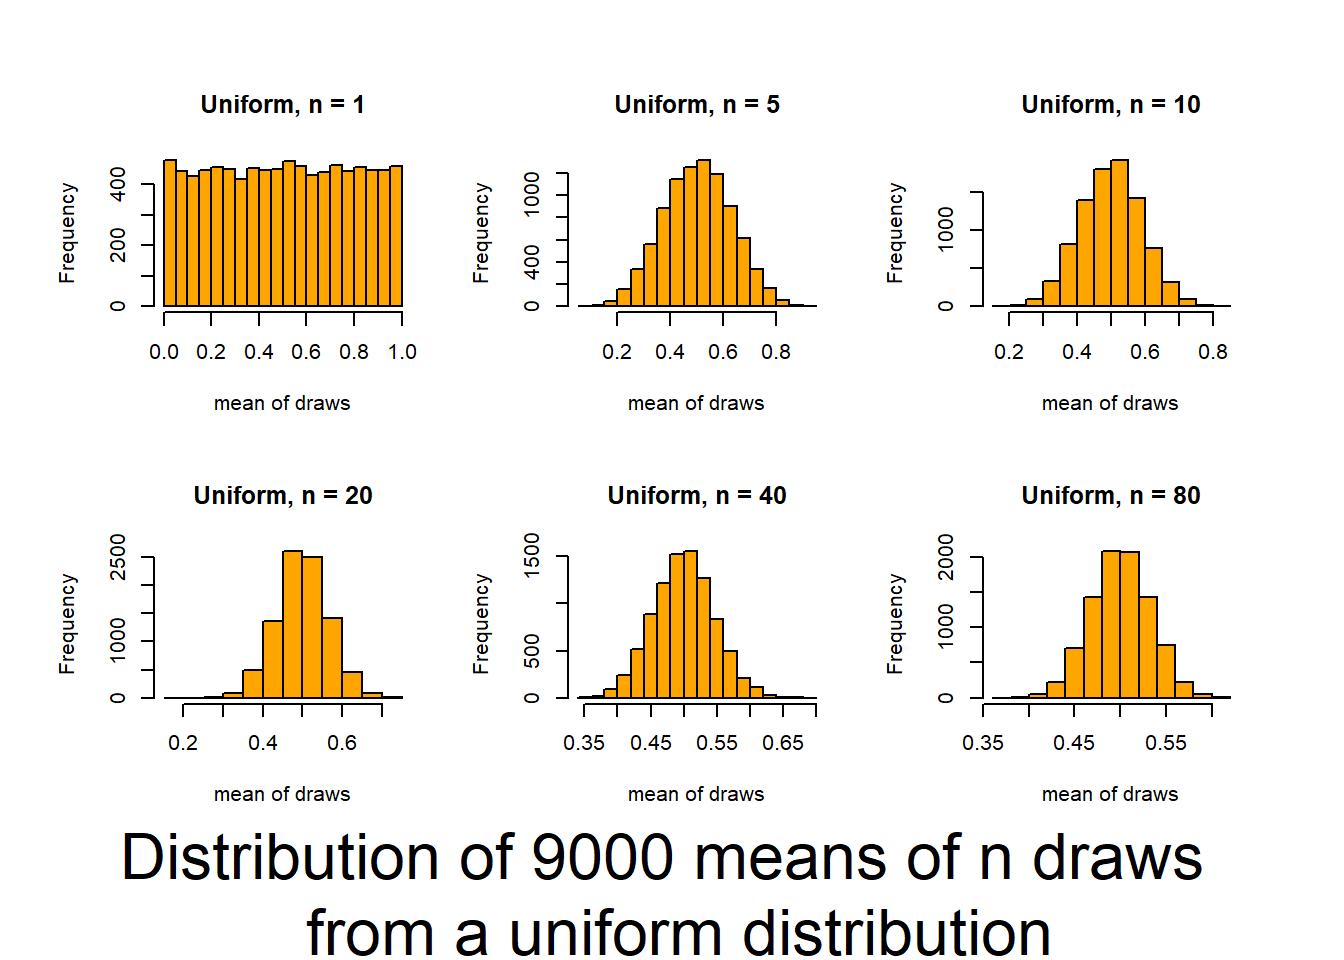 Uniform, n = 1
Frequency
0 200 400
0.0 0.2 0.4 0.6 0.8 1.0
mean of draws
Uniform, n = 5
Frequency
0 400 1000
0.2 0.4 0.6 0.8
mean of draws
Uniform, n = 10
Frequency
0 1000
0.2 0.4 0.6 0.8
mean of draws
Uniform, n = 20
Frequency
0 1000 2500
0.2 0.4 0.6
mean of draws
Uniform, n = 40
Frequency
0 500 1500
0.35 0.45 0.55 0.65
mean of draws
Uniform, n = 80
Frequency
0 1000 2000
0.35 0.45 0.55
mean of draws
Distribution of 9000 means of n draws
from a uniform distribution